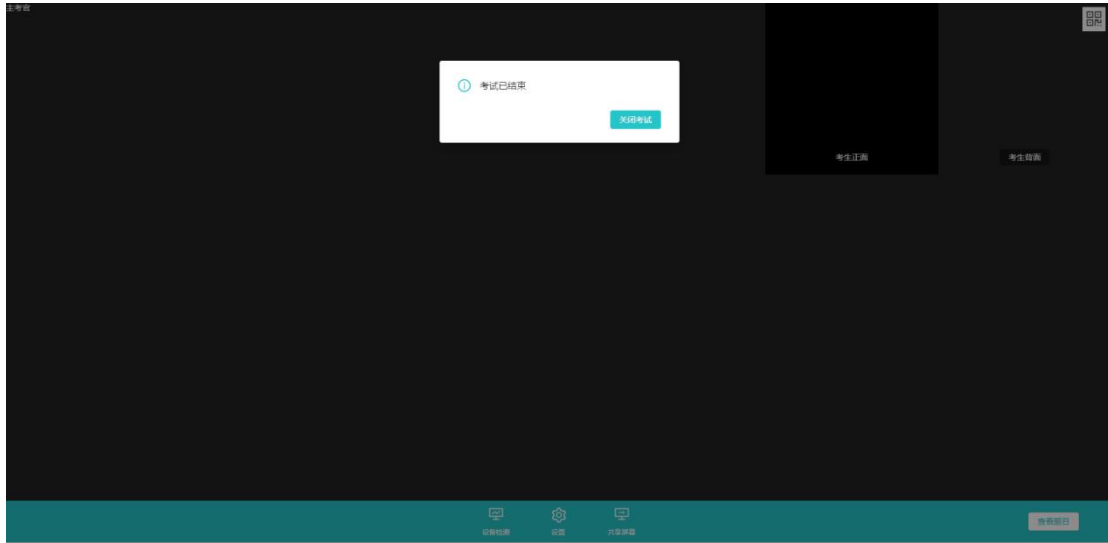 主考官
考试已结束
关闭考试
考生正面
考生背面
设备检测
设置
共享屏幕
查看题目